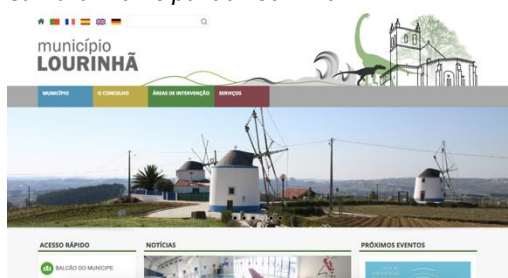 município
LOURINHÃ
MUNICÍPIO
O CONCELHO
ÁREAS DE INTERVENÇÃO
SERVIÇOS
ACESSO RÁPIDO
NOTÍCIAS
PRÓXIMOS EVENTOS
BALCÃO DO MUNÍCIPE